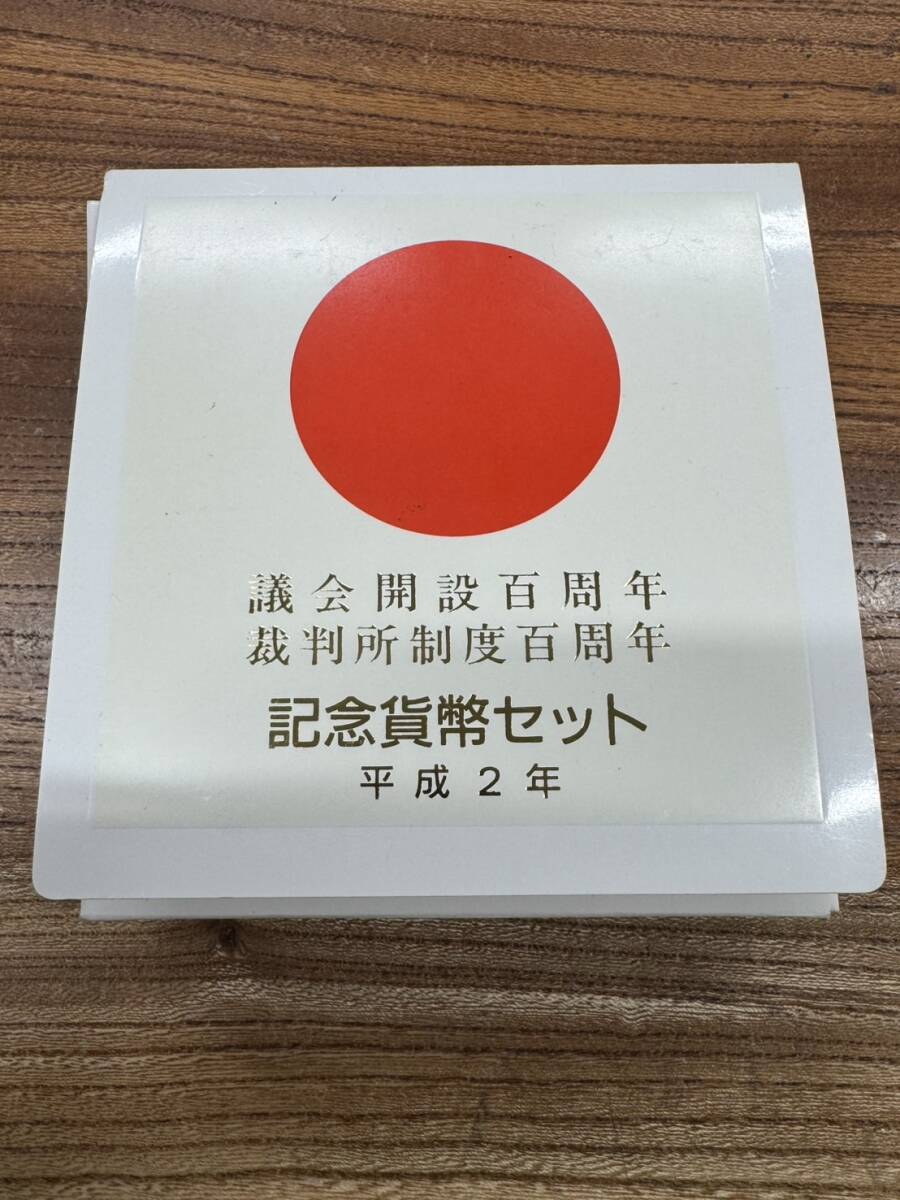 議会開設百周年
裁判所制度百周年
記念貨幣セット
平成2年